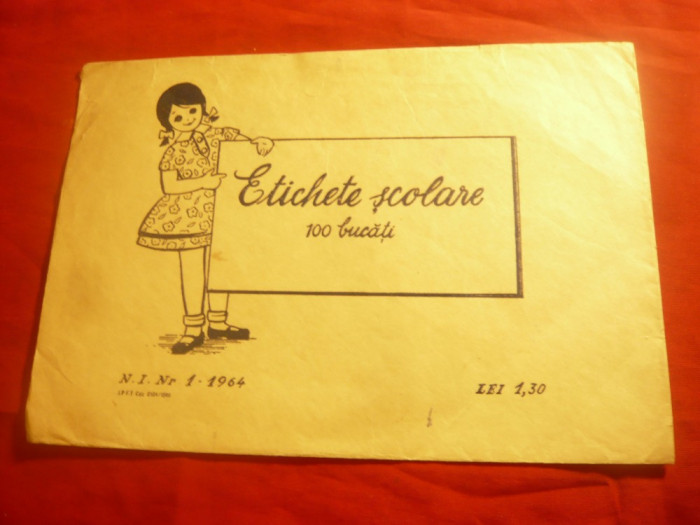 Etichete școlare
100 bucăți
N. I. Nr 1 - 1964
LEI 1,30